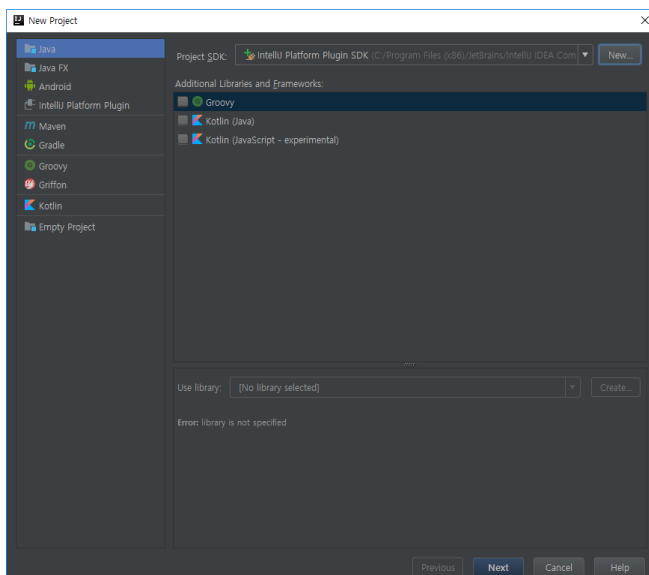 New Project
Java
Java FX
Android
IntelliJ Platform Plugin
Maven
Gradle
Groovy
Griffon
Kotlin
Empty Project
Project SDK: IntelliJ Platform Plugin SDK (C:/Program Files (x86)/JetBrains/IntelliJ IDEA Com New...
Additional Libraries and Frameworks:
Groovy
Kotlin (Java)
Kotlin (JavaScript - experimental)
Use library: [No library selected] Create...
Error: library is not specified
Previous Next Cancel Help